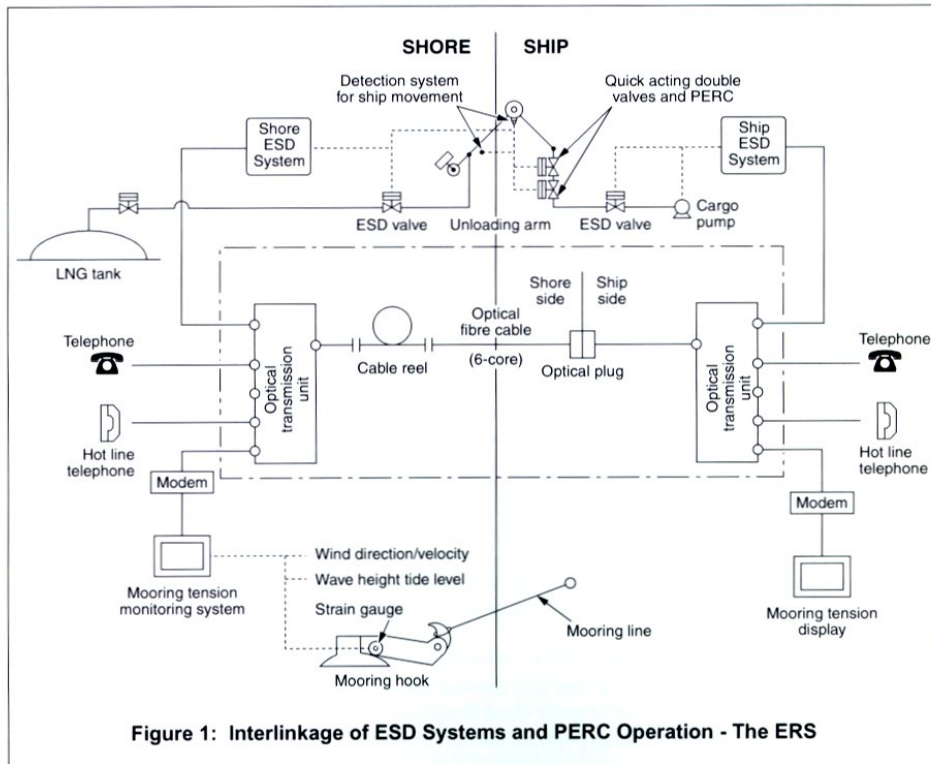 SHORE
SHIP
Detection system
for ship movement
Quick acting double
valves and PERC
Shore
ESD
System
Ship
ESD
System
ESD valve
Unloading arm
ESD valve
Cargo
pump
LNG tank
Shore
side
Ship
side
Telephone
Optical
transmission
unit
Cable reel
Optical
fibre cable
(6-core)
Optical plug
Optical
transmission
unit
Telephone
Hot line
telephone
Hot line
telephone
Modem
Modem
Mooring tension
monitoring system
Wind direction/velocity
Wave height tide level
Strain gauge
Mooring hook
Mooring line
Mooring tension
display
Figure 1: Interlinkage of ESD Systems and PERC Operation - The ERS